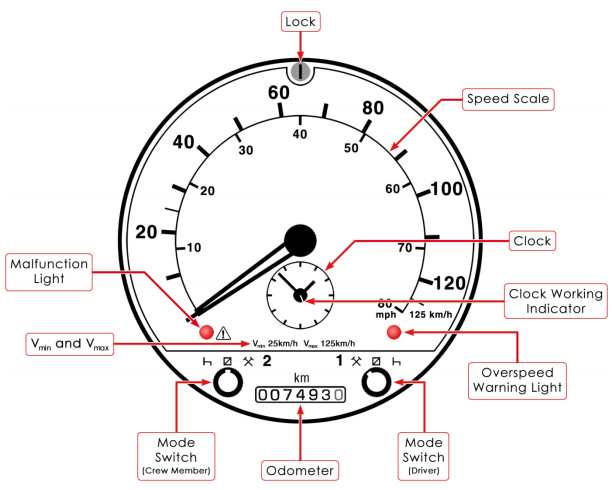 Lock
Speed Scale
60
80
40
50
40
30
20
60
100
20
10
70
120
80
mph
125 km/h
Clock
Malfunction
Light
Clock Working
Indicator
Vmin and Vmax
Vmin 25km/h Vmax 125km/h
Overspeed
Warning Light
2
1
km
0074930
Mode
Switch
(Crew Member)
Odometer
Mode
Switch
(Driver)